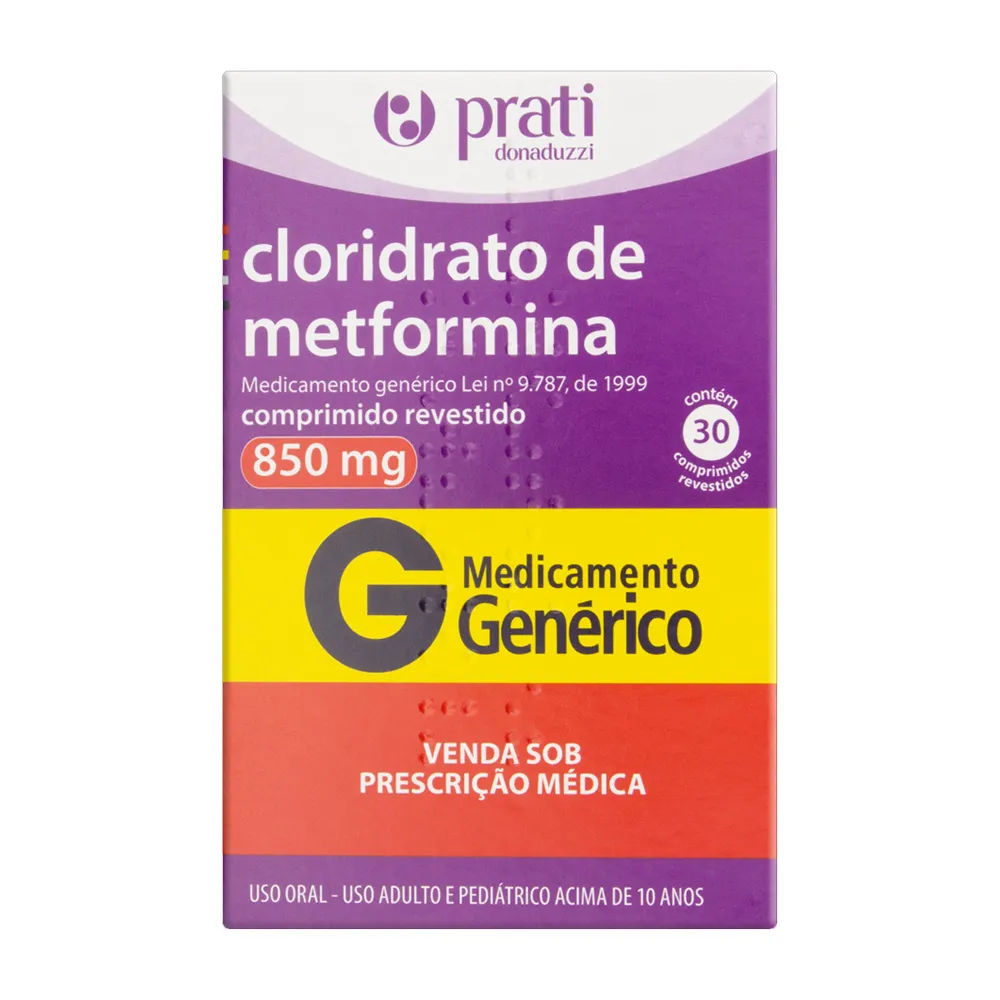 prati
donaduzzi
cloridrato de
metformina
Medicamento genérico Lei nº 9.787, de 1999
comprimido revestido
850 mg
contém
30
comprimidos
revestidos
G Medicamento
Genérico
VENDA SOB
PRESCRIÇÃO MÉDICA
USO ORAL - USO ADULTO E PEDIÁTRICO ACIMA DE 10 ANOS